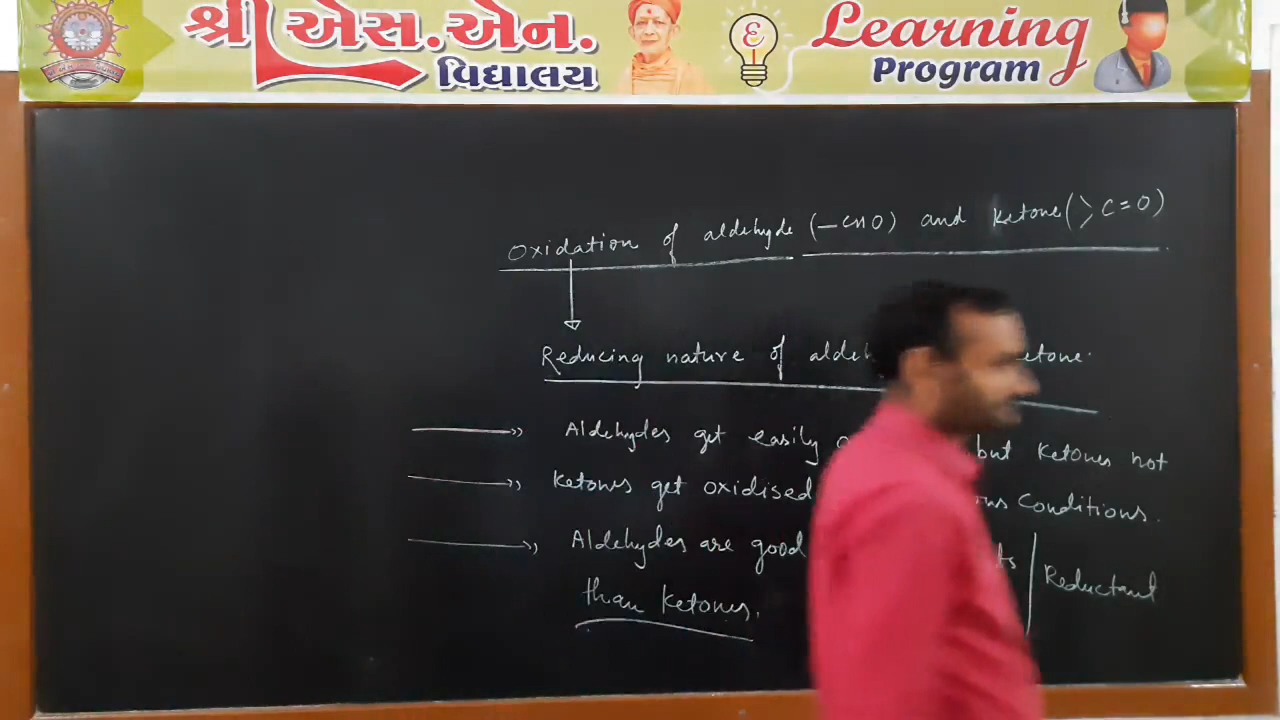 શ્રી એસ.એન. વિદ્યાલય
Learning Program
Oxidation of aldehyde (–CHO) and Ketone (>C=O)
Reducing nature of aldeh etone.
Aldehydes get easily but Ketones not
Ketones get oxidised Conditions.
Aldehydes are good | Reductant
than Ketones.